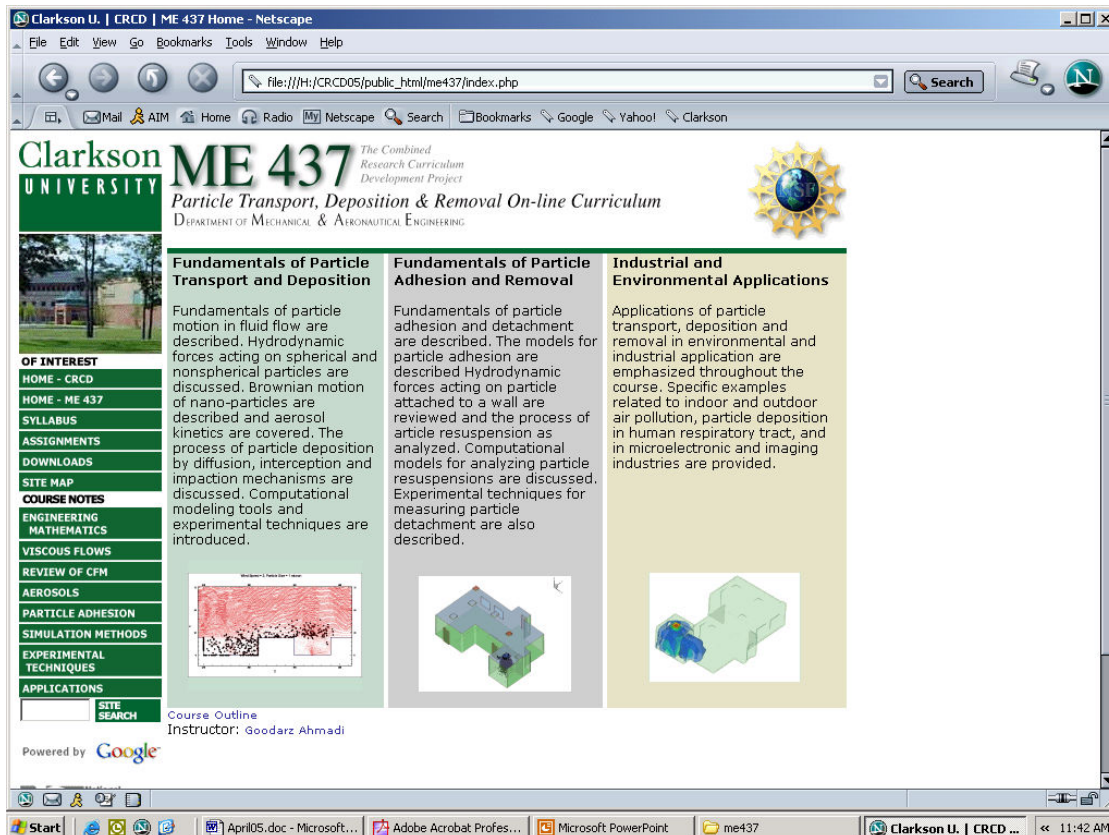 Clarkson U. | CRCD | ME 437 Home - Netscape
File Edit View Go Bookmarks Tools Window Help
file:///H:/CRCD05/public_html/me437/index.php
Search
N
Mail AIM Home Radio My Netscape Search Bookmarks Google Yahoo! Clarkson
Clarkson
UNIVERSITY
ME 437
The Combined
Research Curriculum
Development Project
Particle Transport, Deposition & Removal On-line Curriculum
Department of Mechanical & Aeronautical Engineering
NSF
OF INTEREST
HOME - CRCD
HOME - ME 437
SYLLABUS
ASSIGNMENTS
DOWNLOADS
SITE MAP
COURSE NOTES
ENGINEERING
MATHEMATICS
VISCOUS FLOWS
REVIEW OF CFM
AEROSOLS
PARTICLE ADHESION
SIMULATION METHODS
EXPERIMENTAL
TECHNIQUES
APPLICATIONS
SITE
SEARCH
Powered by Google
Fundamentals of Particle
Transport and Deposition
Fundamentals of particle
motion in fluid flow are
described. Hydrodynamic
forces acting on spherical and
nonspherical particles are
discussed. Brownian motion
of nano-particles are
described and aerosol
kinetics are covered. The
process of particle deposition
by diffusion, interception and
impaction mechanisms are
discussed. Computational
modeling tools and
experimental techniques are
introduced.
Fundamentals of Particle
Adhesion and Removal
Fundamentals of particle
adhesion and detachment
are described. The models for
particle adhesion are
described Hydrodynamic
forces acting on particle
attached to a wall are
reviewed and the process of
article resuspension as
analyzed. Computational
models for analyzing particle
resuspensions are discussed.
Experimental techniques for
measuring particle
detachment are also
described.
Industrial and
Environmental Applications
Applications of particle
transport, deposition and
removal in environmental and
industrial application are
emphasized throughout the
course. Specific examples
related to indoor and outdoor
air pollution, particle deposition
in human respiratory tract, and
in microelectronic and imaging
industries are provided.
Course Outline
Instructor: Goodarz Ahmadi
Start
April05.doc - Microsoft...
Adobe Acrobat Profes...
Microsoft PowerPoint
me437
Clarkson U. | CRCD ...
11:42 AM